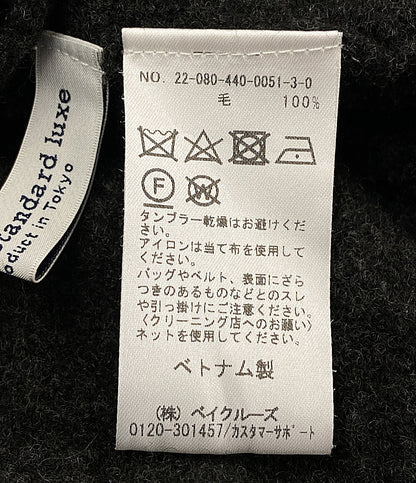 standard luxe
oduct in Tokyo
NO. 22-080-440-0051-3-0
毛 100%
F W
タンブラー乾燥はお避けくださ
い。
アイロンは当て布を使用して
ください。
バッグやベルト、表面にざら
つきのあるものなどとのスレ
や引っ掛けにご注意ください。
〈クリーニング店へのお願い〉
ネットを使用してください。
ベトナム製
(株) ベイクルーズ
0120-301457/カスタマーサポート